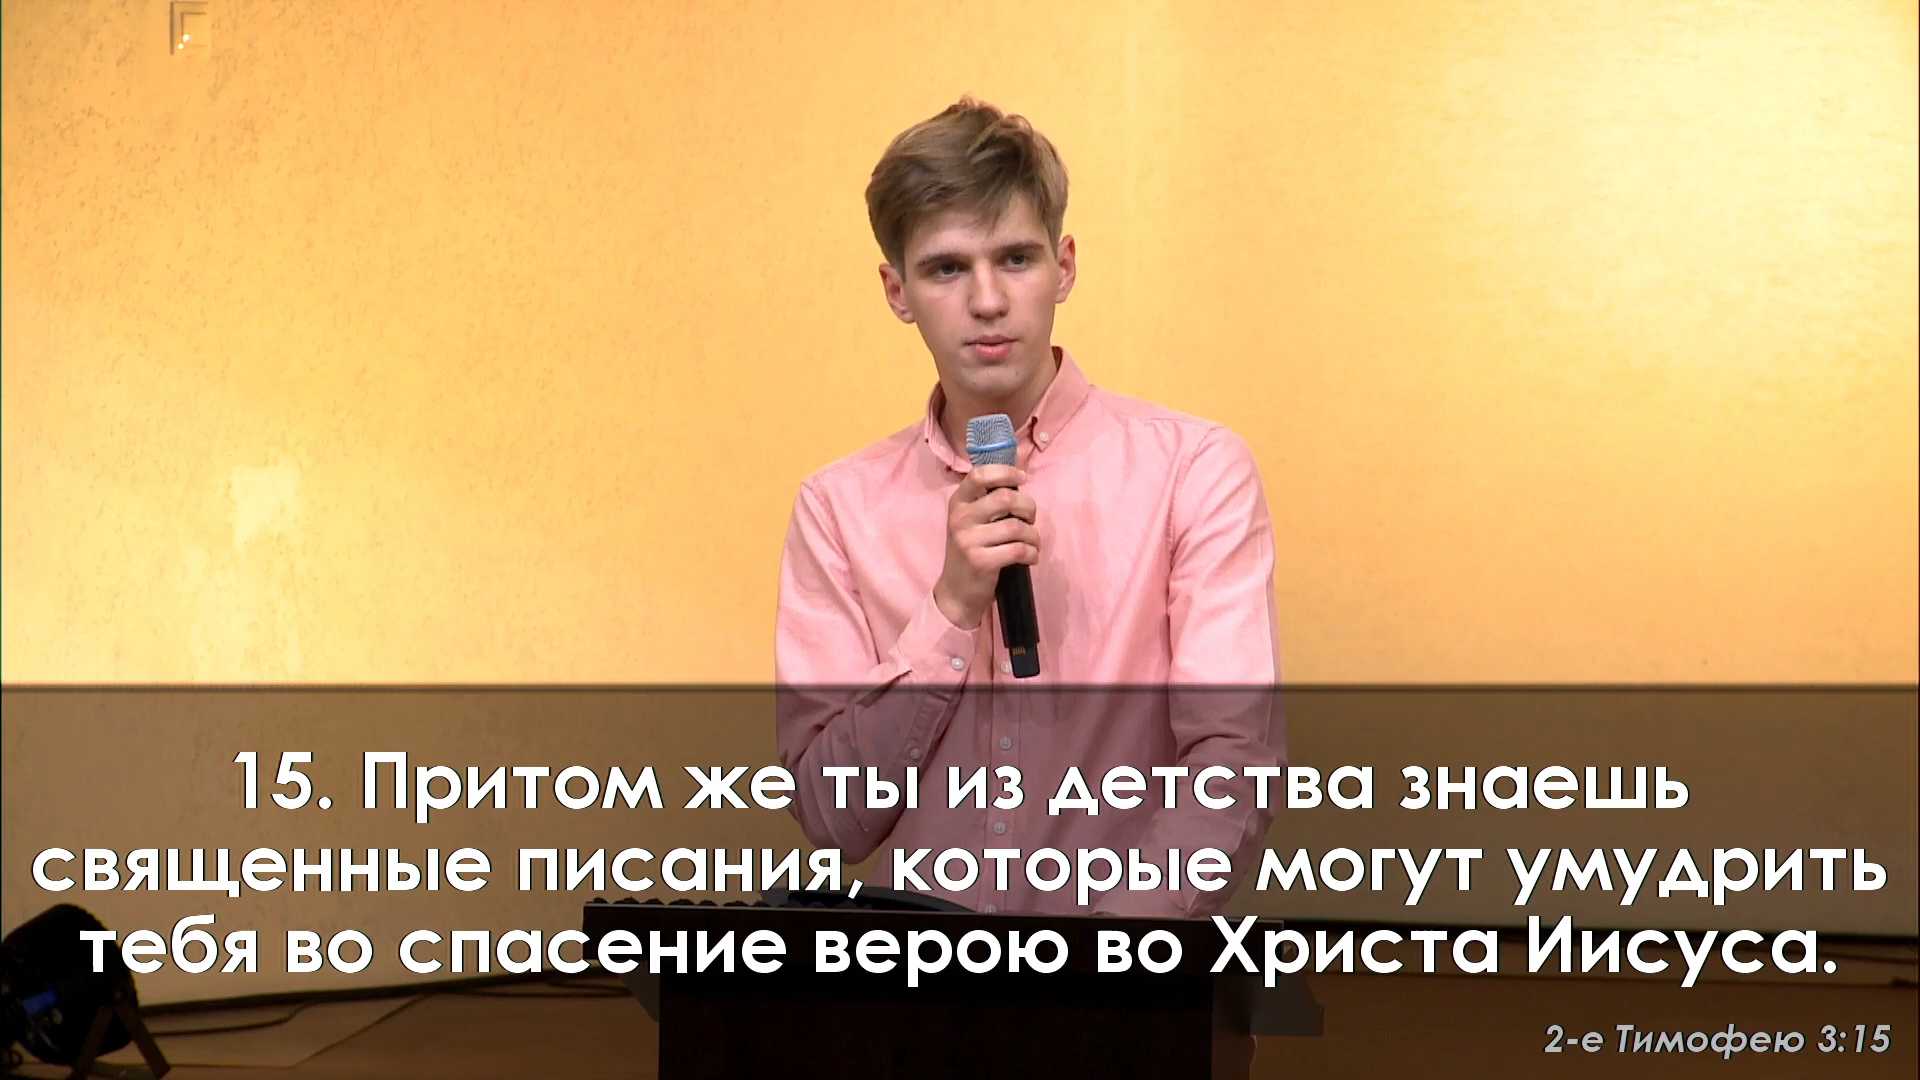 15. Притом же ты из детства знаешь
священные писания, которые могут умудрить
тебя во спасение верою во Христа Иисуса.
2-е Тимофею 3:15